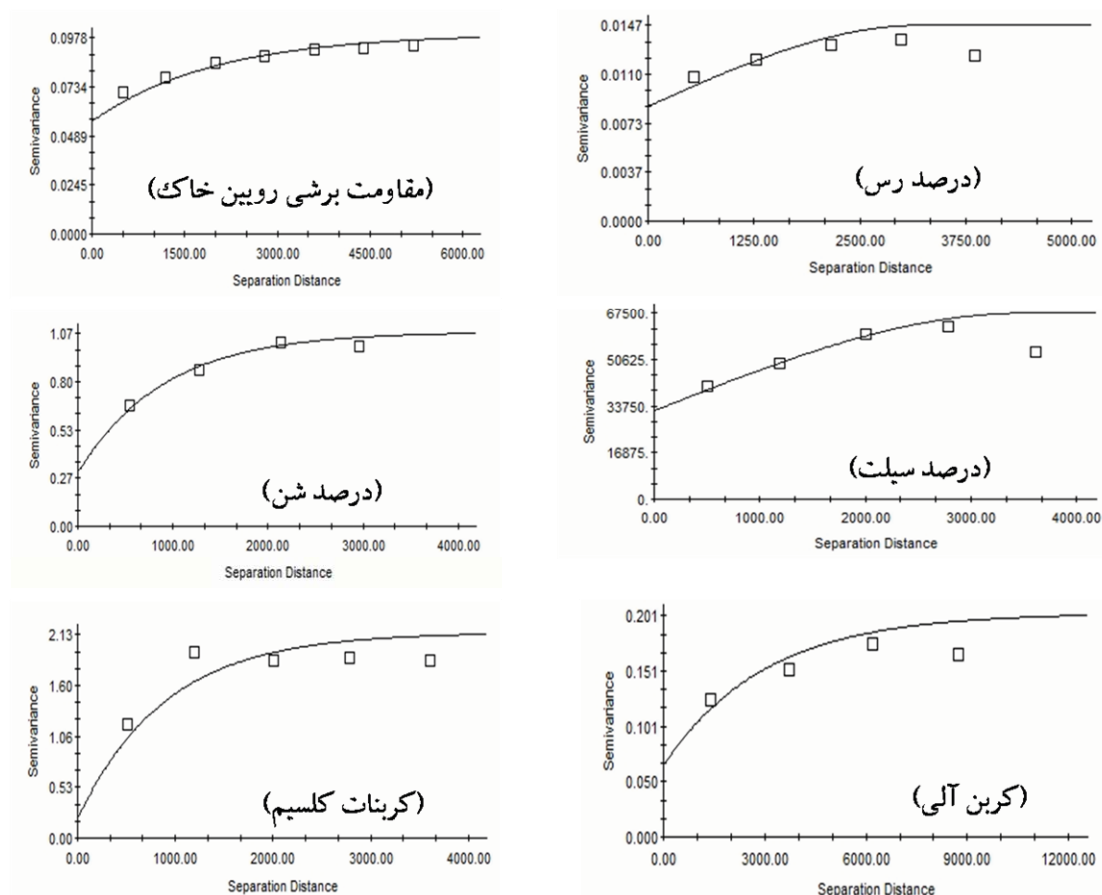 0.0978
0.0734
0.0489
0.0245
0.0000
Semivariance
(مقاومت برشی رویین خاک)
0.00 1500.00 3000.00 4500.00 6000.00
Separation Distance
0.0147
0.0110
0.0073
0.0037
0.0000
Semivariance
(درصد رس)
0.00 1250.00 2500.00 3750.00 5000.00
Separation Distance
1.07
0.80
0.53
0.27
0.00
Semivariance
(درصد شن)
0.00 1000.00 2000.00 3000.00 4000.00
Separation Distance
67500.
50625.
33750.
16875.
0.
Semivariance
(درصد سیلت)
0.00 1000.00 2000.00 3000.00 4000.00
Separation Distance
2.13
1.60
1.06
0.53
0.00
Semivariance
(کربنات کلسیم)
0.00 1000.00 2000.00 3000.00 4000.00
Separation Distance
0.201
0.151
0.101
0.050
0.000
Semivariance
(کربن آلی)
0.00 3000.00 6000.00 9000.00 12000.00
Separation Distance